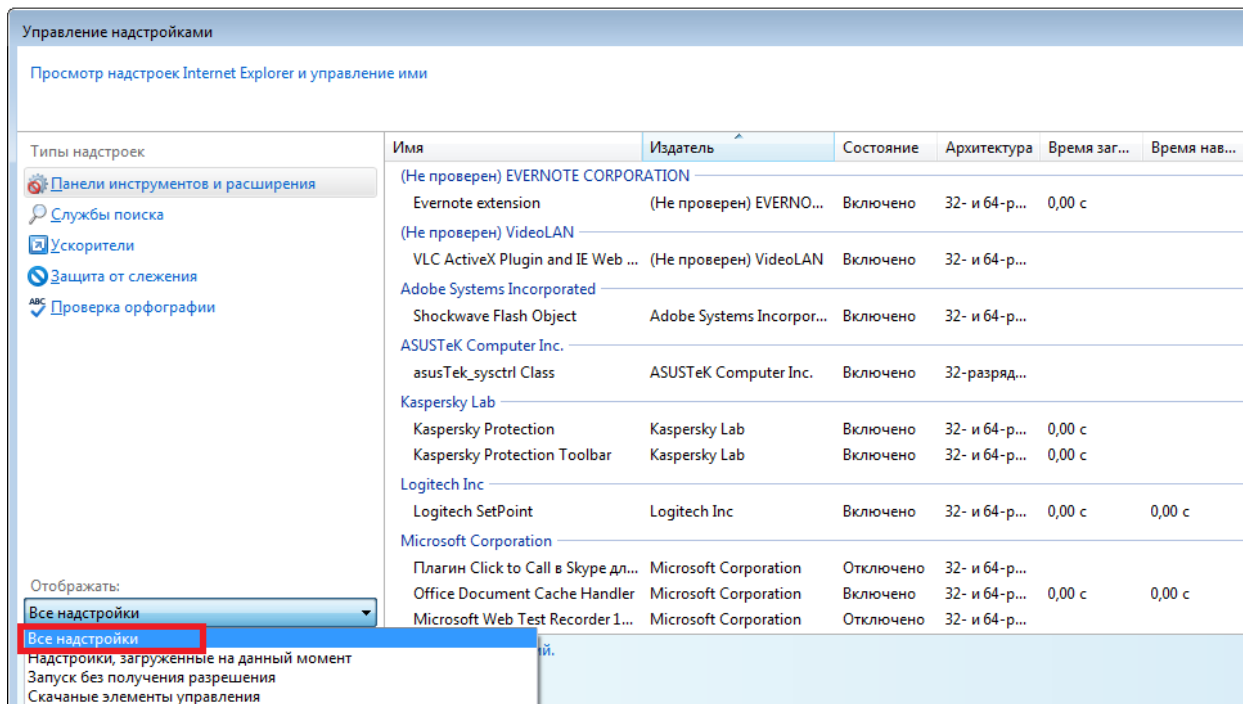 Управление надстройками
Просмотр надстроек Internet Explorer и управление ими
Типы надстроек
Панели инструментов и расширения
Службы поиска
Ускорители
Защита от слежения
ABC Проверка орфографии
Отображать:
Все надстройки
Все надстройки
Надстройки, загруженные на данный момент
Запуск без получения разрешения
Скачаные элементы управления
Имя Издатель Состояние Архитектура Время заг... Время нав...
(Не проверен) EVERNOTE CORPORATION
Evernote extension (Не проверен) EVERNO... Включено 32- и 64-р... 0,00 с
(Не проверен) VideoLAN
VLC ActiveX Plugin and IE Web ... (Не проверен) VideoLAN Включено 32- и 64-р...
Adobe Systems Incorporated
Shockwave Flash Object Adobe Systems Incorpor... Включено 32- и 64-р...
ASUSTeK Computer Inc.
asusTek_sysctrl Class ASUSTeK Computer Inc. Включено 32-разряд...
Kaspersky Lab
Kaspersky Protection Kaspersky Lab Включено 32- и 64-р... 0,00 с
Kaspersky Protection Toolbar Kaspersky Lab Включено 32- и 64-р... 0,00 с
Logitech Inc
Logitech SetPoint Logitech Inc Включено 32- и 64-р... 0,00 с 0,00 с
Microsoft Corporation
Плагин Click to Call в Skype дл... Microsoft Corporation Отключено 32- и 64-р...
Office Document Cache Handler Microsoft Corporation Включено 32- и 64-р... 0,00 с 0,00 с
Microsoft Web Test Recorder 1... Microsoft Corporation Отключено 32- и 64-р...